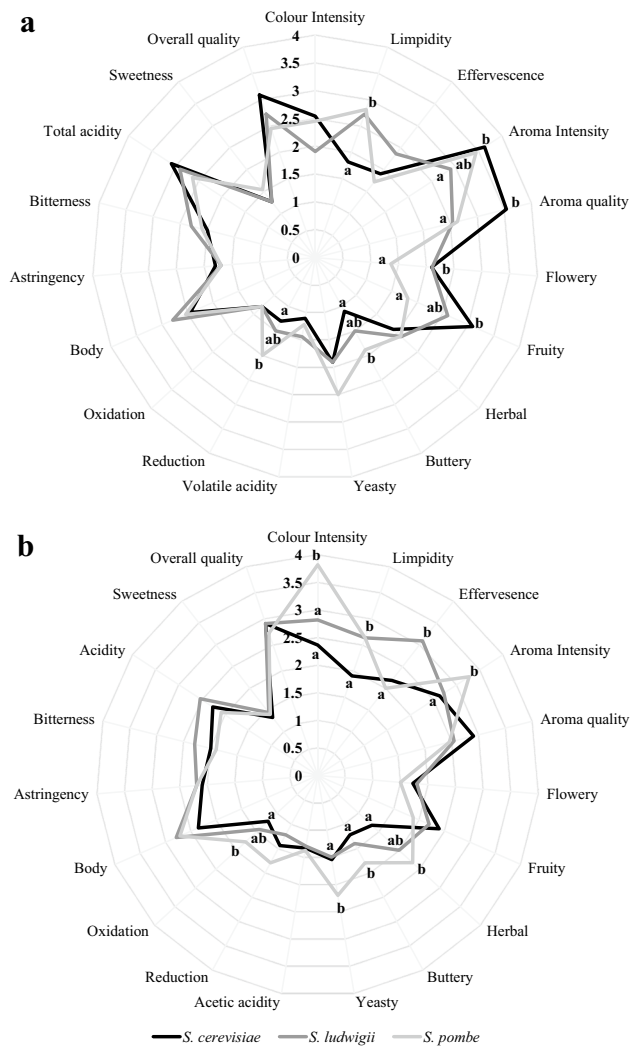 a
Colour Intensity
4
Overall quality
Limpidity
3.5
Sweetness
Effervescence
3
b
2.5
Total acidity
Aroma Intensity
b
2
a
a
ab
1.5
Bitterness
Aroma quality
b
a
1
0.5
a
0
Astringency
Flowery
b
a
a
ab
b
Body
Fruity
a
ab
ab
b
b
Oxidation
Herbal
Reduction
Buttery
Volatile acidity
Yeasty
b
Colour Intensity
4
b
Overall quality
Limpidity
3.5
Sweetness
Effervesence
3
a
b
b
2.5
Acidity
Aroma Intensity
a
a
b
2
a
1.5
a
Bitterness
Aroma quality
1
0.5
0
Astringency
Flowery
a
a
a
ab
a
b
ab
b
Body
Fruity
b
b
Oxidation
Herbal
Reduction
Buttery
Acetic acidity
Yeasty
S. cerevisiae S. ludwigii S. pombe